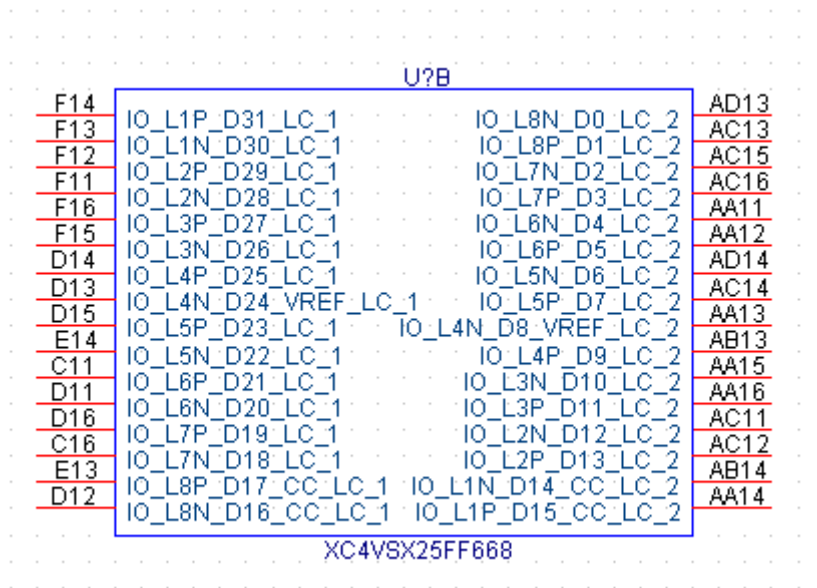 U?B
F14 IO_L1P_D31_LC_1 IO_L8N_D0_LC_2 AD13
F13 IO_L1N_D30_LC_1 IO_L8P_D1_LC_2 AC13
F12 IO_L2P_D29_LC_1 IO_L7N_D2_LC_2 AC15
F11 IO_L2N_D28_LC_1 IO_L7P_D3_LC_2 AC16
F16 IO_L3P_D27_LC_1 IO_L6N_D4_LC_2 AA11
F15 IO_L3N_D26_LC_1 IO_L6P_D5_LC_2 AA12
D14 IO_L4P_D25_LC_1 IO_L5N_D6_LC_2 AD14
D13 IO_L4N_D24_VREF_LC_1 IO_L5P_D7_LC_2 AC14
D15 IO_L5P_D23_LC_1 IO_L4N_D8_VREF_LC_2 AA13
E14 IO_L5N_D22_LC_1 IO_L4P_D9_LC_2 AB13
C11 IO_L6P_D21_LC_1 IO_L3N_D10_LC_2 AA15
D11 IO_L6N_D20_LC_1 IO_L3P_D11_LC_2 AA16
D16 IO_L7P_D19_LC_1 IO_L2N_D12_LC_2 AC11
C16 IO_L7N_D18_LC_1 IO_L2P_D13_LC_2 AC12
E13 IO_L8P_D17_CC_LC_1 IO_L1N_D14_CC_LC_2 AB14
D12 IO_L8N_D16_CC_LC_1 IO_L1P_D15_CC_LC_2 AA14
XC4VSX25FF668